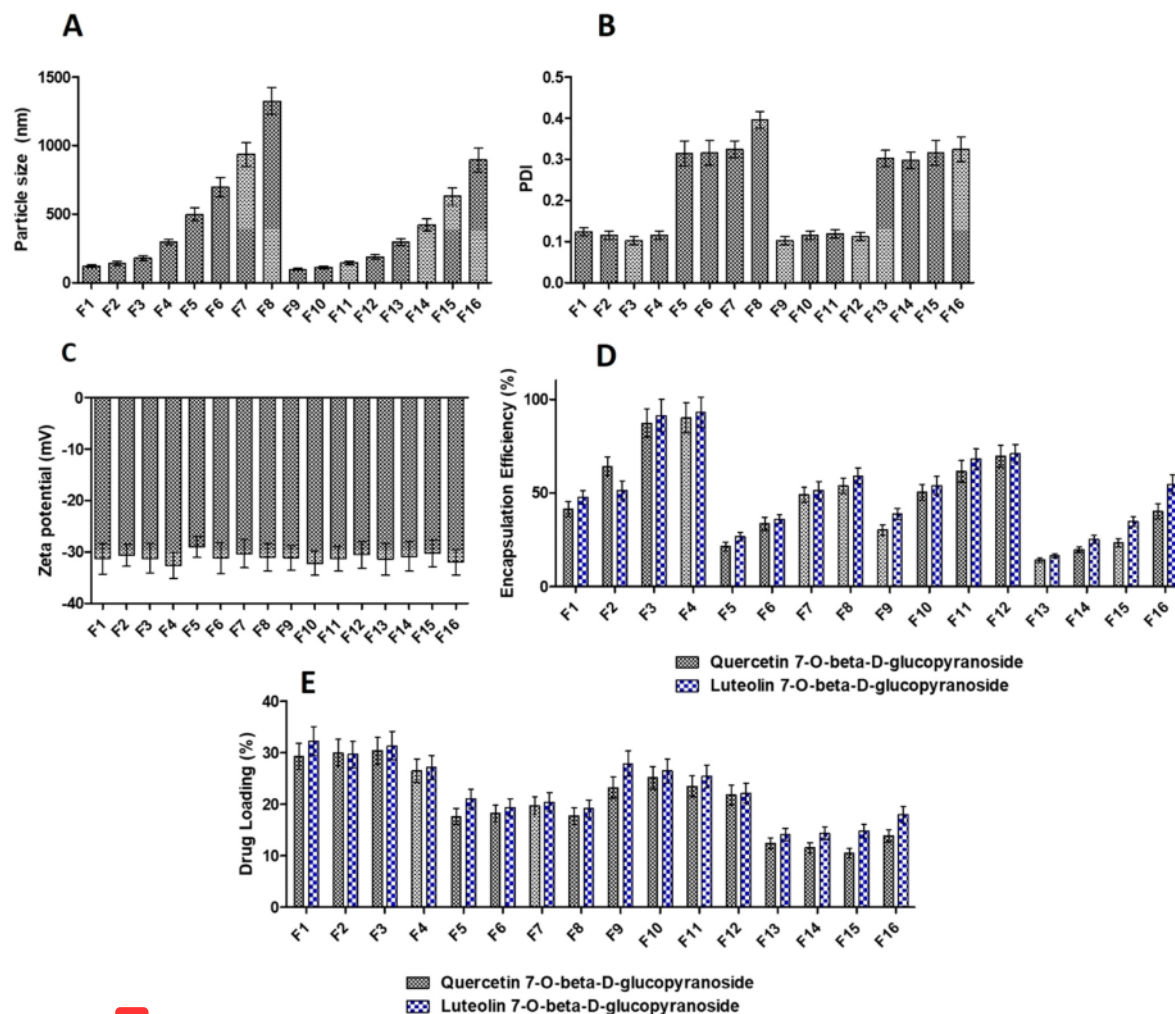 A
Particle size (nm)
1500
1000
500
0
F1 F2 F3 F4 F5 F6 F7 F8 F9 F10 F11 F12 F13 F14 F15 F16
B
PDI
0.5
0.4
0.3
0.2
0.1
0.0
F1 F2 F3 F4 F5 F6 F7 F8 F9 F10 F11 F12 F13 F14 F15 F16
C
Zeta potential (mV)
0
-10
-20
-30
-40
F1 F2 F3 F4 F5 F6 F7 F8 F9 F10 F11 F12 F13 F14 F15 F16
D
Encapsulation Efficiency (%)
100
50
0
F1 F2 F3 F4 F5 F6 F7 F8 F9 F10 F11 F12 F13 F14 F15 F16
Quercetin 7-O-beta-D-glucopyranoside
Luteolin 7-O-beta-D-glucopyranoside
E
Drug Loading (%)
40
30
20
10
0
F1 F2 F3 F4 F5 F6 F7 F8 F9 F10 F11 F12 F13 F14 F15 F16
Quercetin 7-O-beta-D-glucopyranoside
Luteolin 7-O-beta-D-glucopyranoside